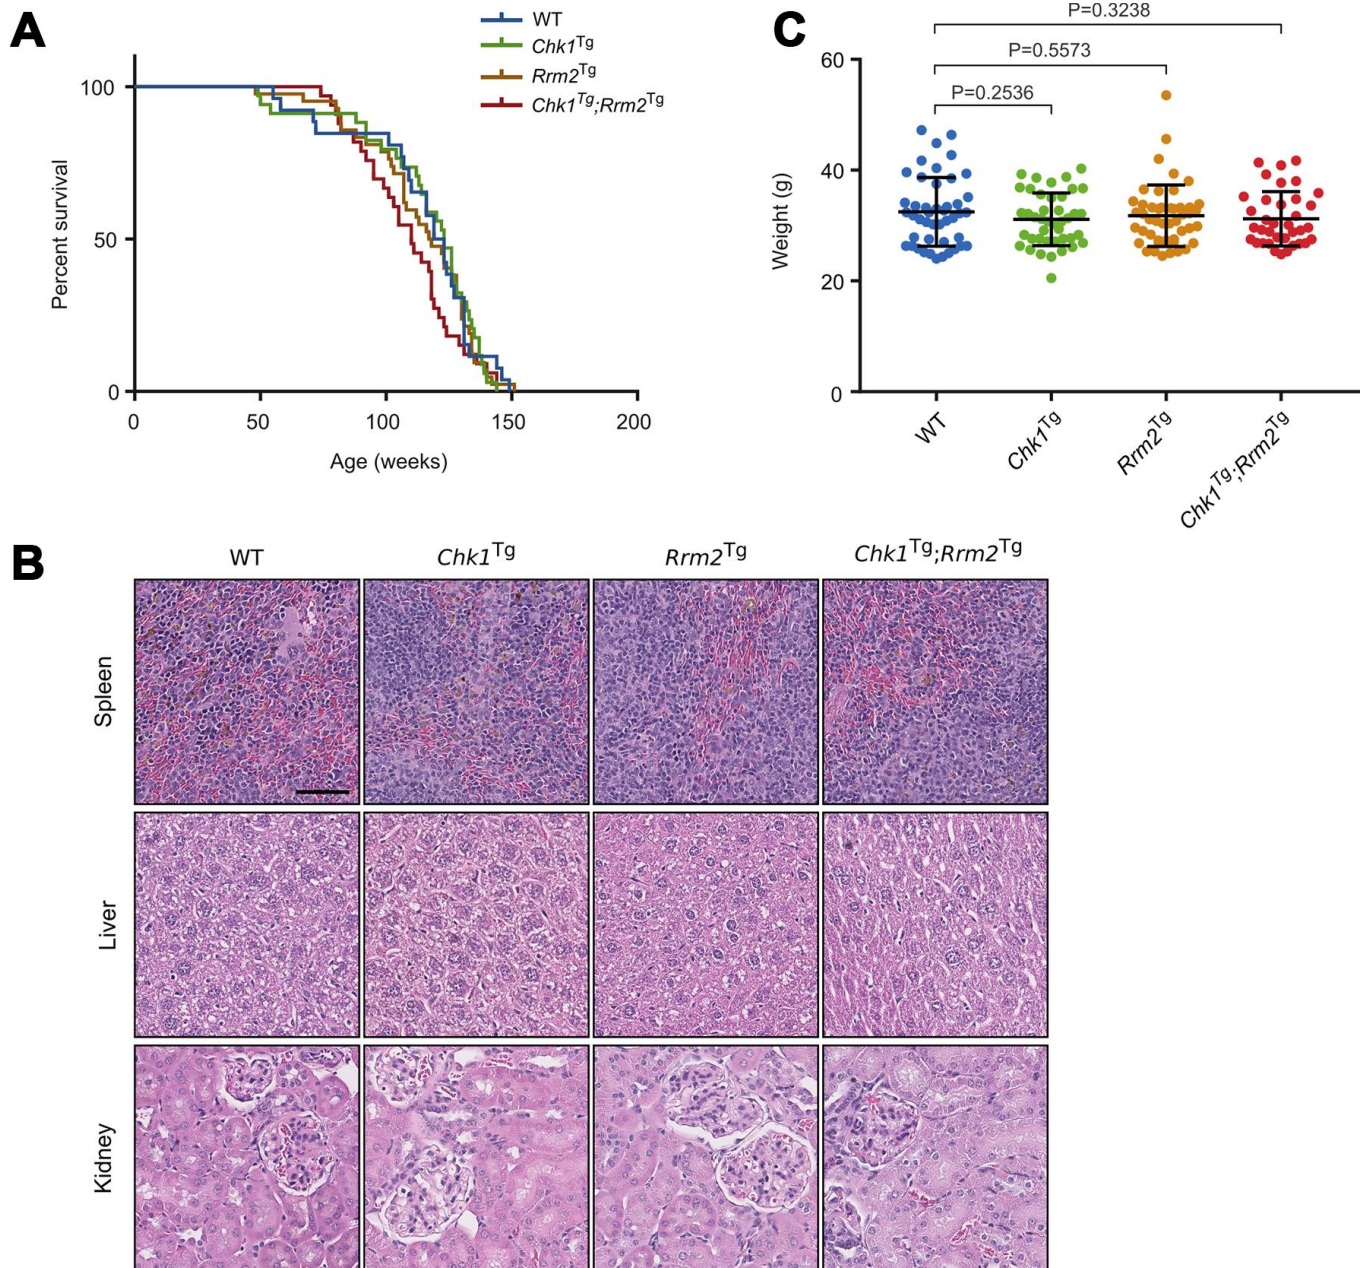 A
WT
Chk1Tg
Rrm2Tg
Chk1Tg;Rrm2Tg
Percent survival
100
50
0
0 50 100 150 200
Age (weeks)
C
P=0.3238
P=0.5573
P=0.2536
Weight (g)
60
40
20
0
WT
Chk1Tg
Rrm2Tg
Chk1Tg;Rrm2Tg
B
WT Chk1Tg Rrm2Tg Chk1Tg;Rrm2Tg
Spleen
Liver
Kidney